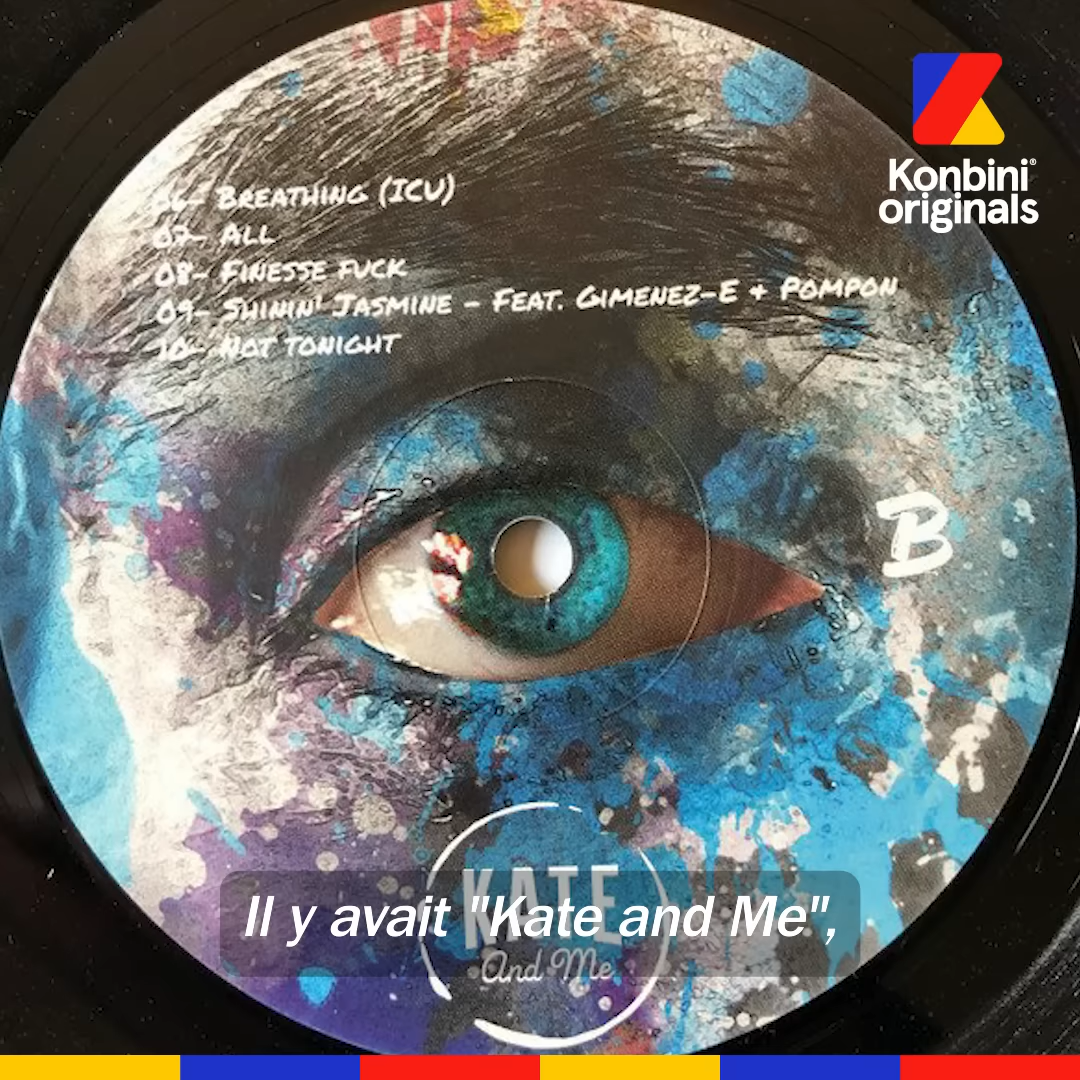 Konbini®
originals
06- BREATHING (ICU)
07- ALL
08- FINESSE FUCK
09- SHININ' JASMINE - FEAT. GIMENEZ-E + POMPON
10- NOT TONIGHT
B
KATE
And Me
Il y avait "Kate and Me",